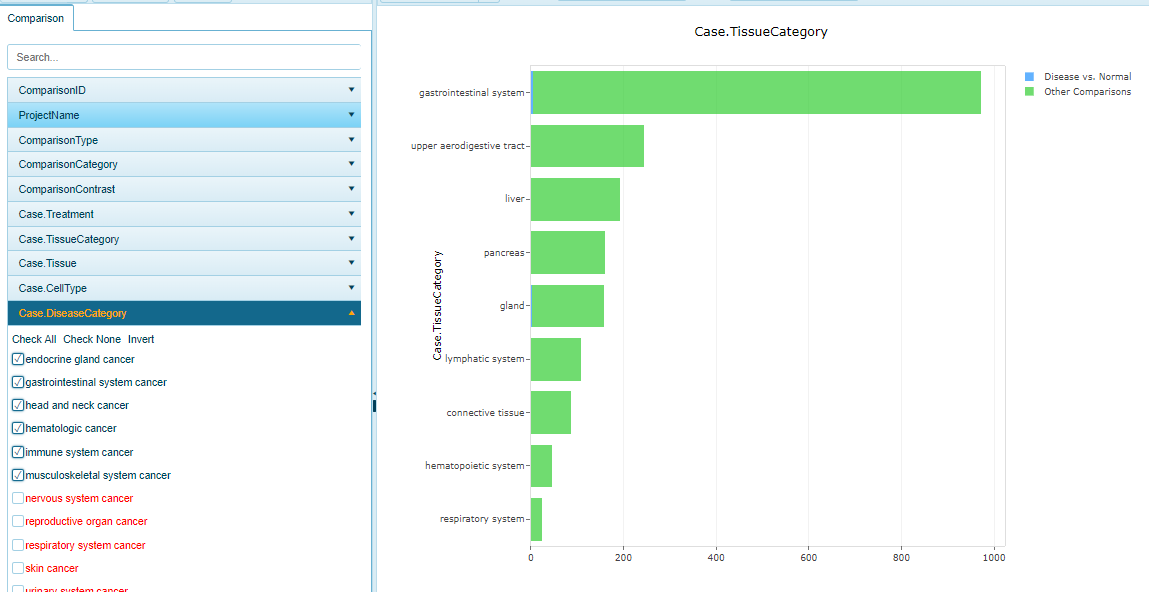 Comparison
Search...
ComparisonID
ProjectName
ComparisonType
ComparisonCategory
ComparisonContrast
Case.Treatment
Case.TissueCategory
Case.Tissue
Case.CellType
Case.DiseaseCategory
Check All Check None Invert
endocrine gland cancer
gastrointestinal system cancer
head and neck cancer
hematologic cancer
immune system cancer
musculoskeletal system cancer
nervous system cancer
reproductive organ cancer
respiratory system cancer
skin cancer
urinary system cancer
Case.TissueCategory
Disease vs. Normal
Other Comparisons
Case.TissueCategory
gastrointestinal system
upper aerodigestive tract
liver
pancreas
gland
lymphatic system
connective tissue
hematopoietic system
respiratory system
0 200 400 600 800 1000